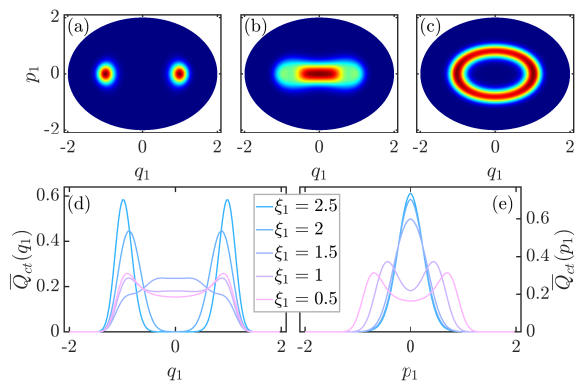 (a) (b) (c)
p₁ 2 0 -2
-2 0 2 -2 0 2 -2 0 2
q₁ q₁ q₁
(d) (e)
Q̅ct(q₁) 0.6 0.4 0.2 0
ξ₁ = 2.5
ξ₁ = 2
ξ₁ = 1.5
ξ₁ = 1
ξ₁ = 0.5
0.6 0.4 0.2 0 Q̅ct(p₁)
-2 0 2 -2 0 2
q₁ p₁